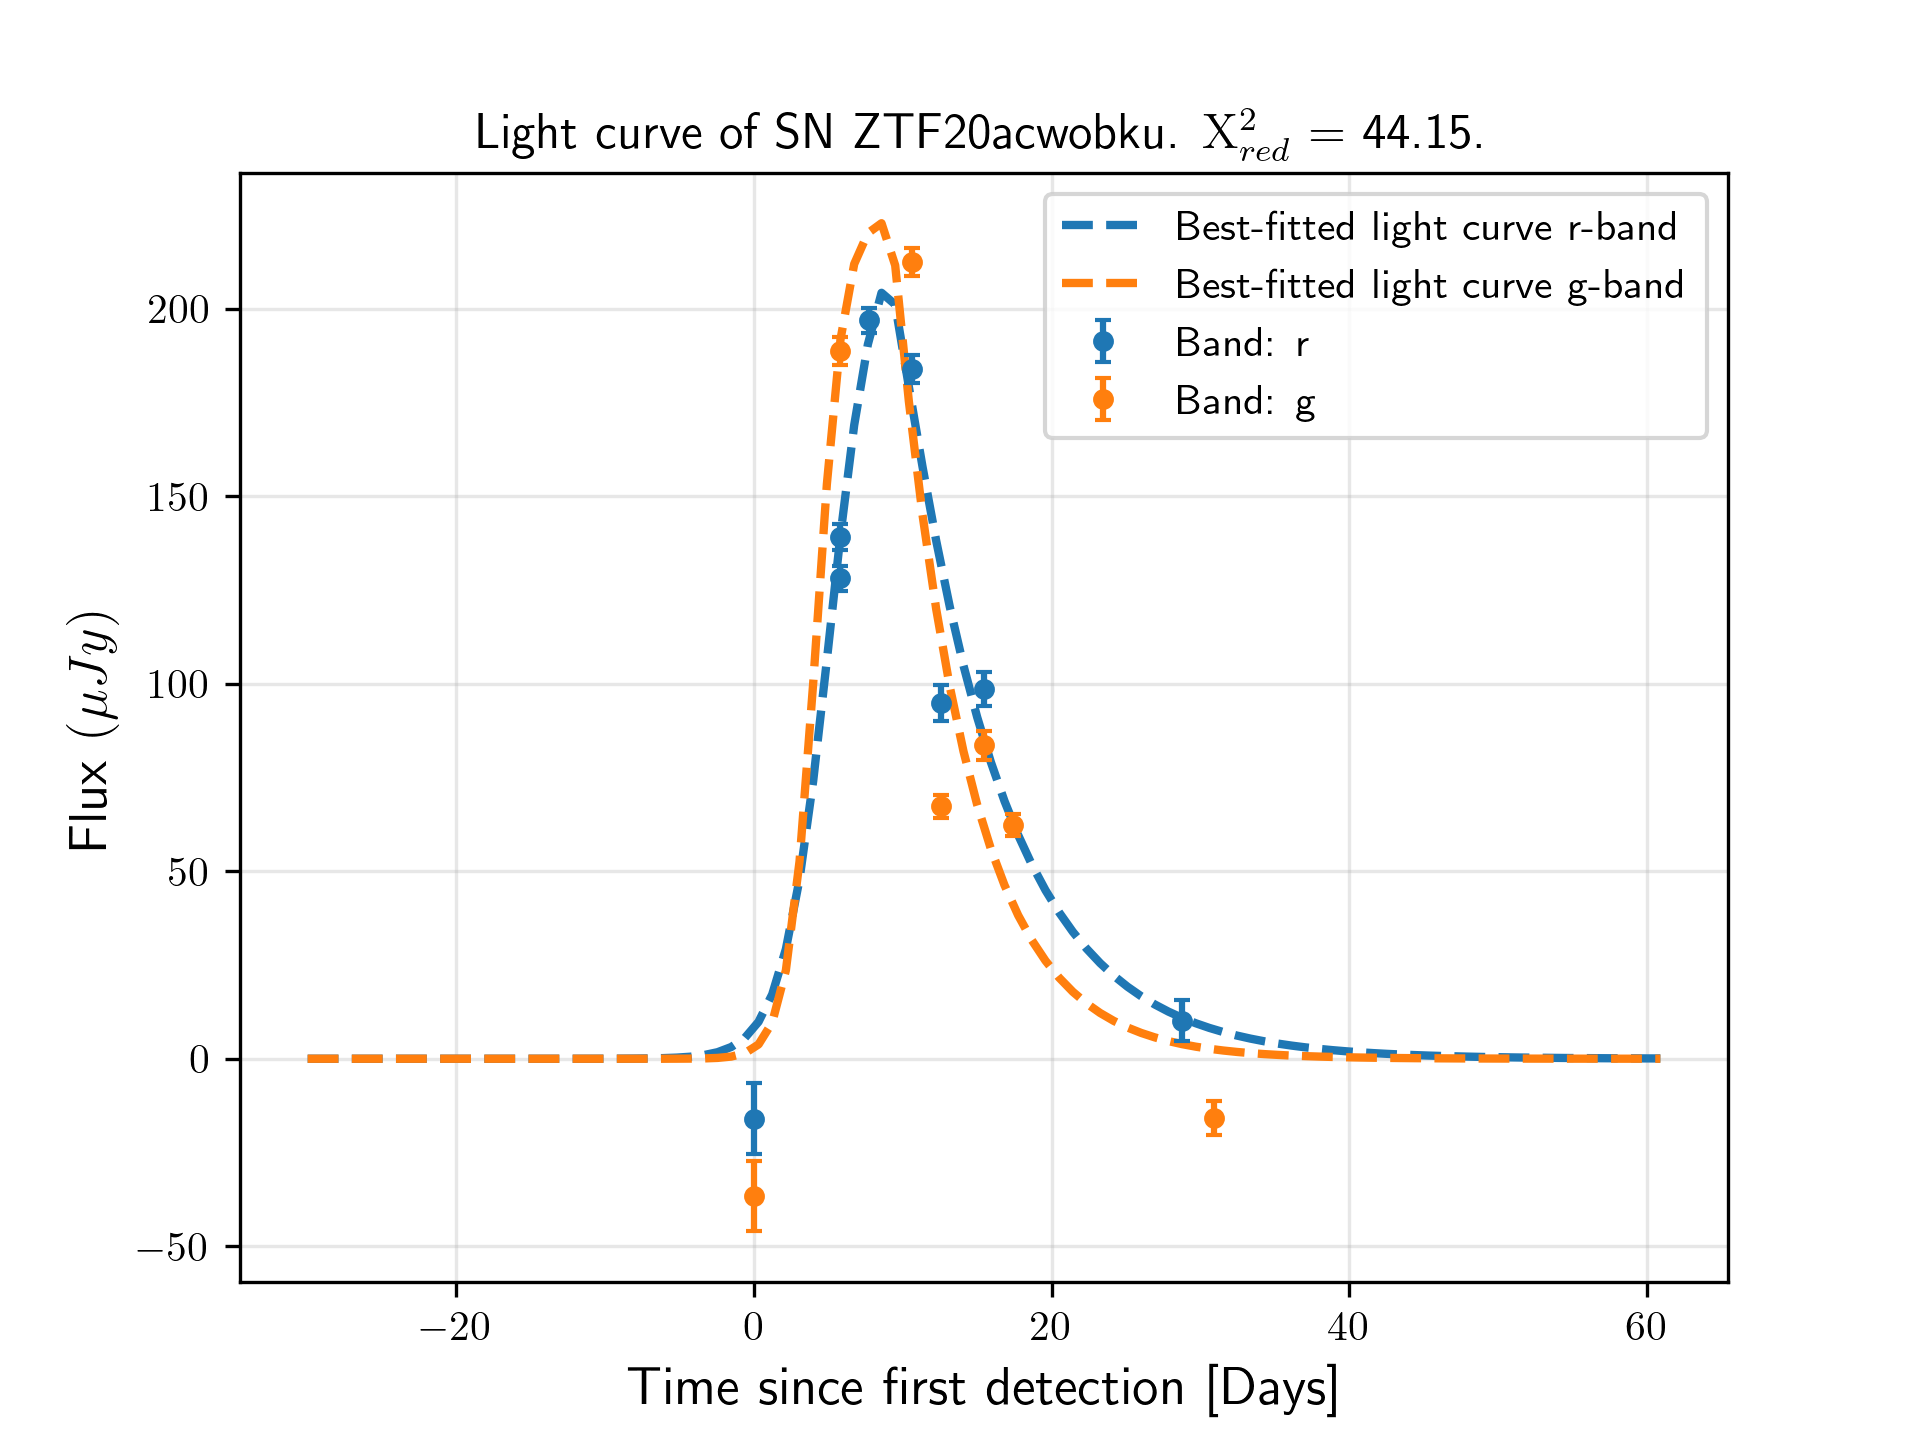 Light curve of SN ZTF20acwobku. X²_red = 44.15.
Best-fitted light curve r-band
Best-fitted light curve g-band
Band: r
Band: g
Flux (μJy)
200
150
100
50
0
−50
−20
0
20
40
60
Time since first detection [Days]